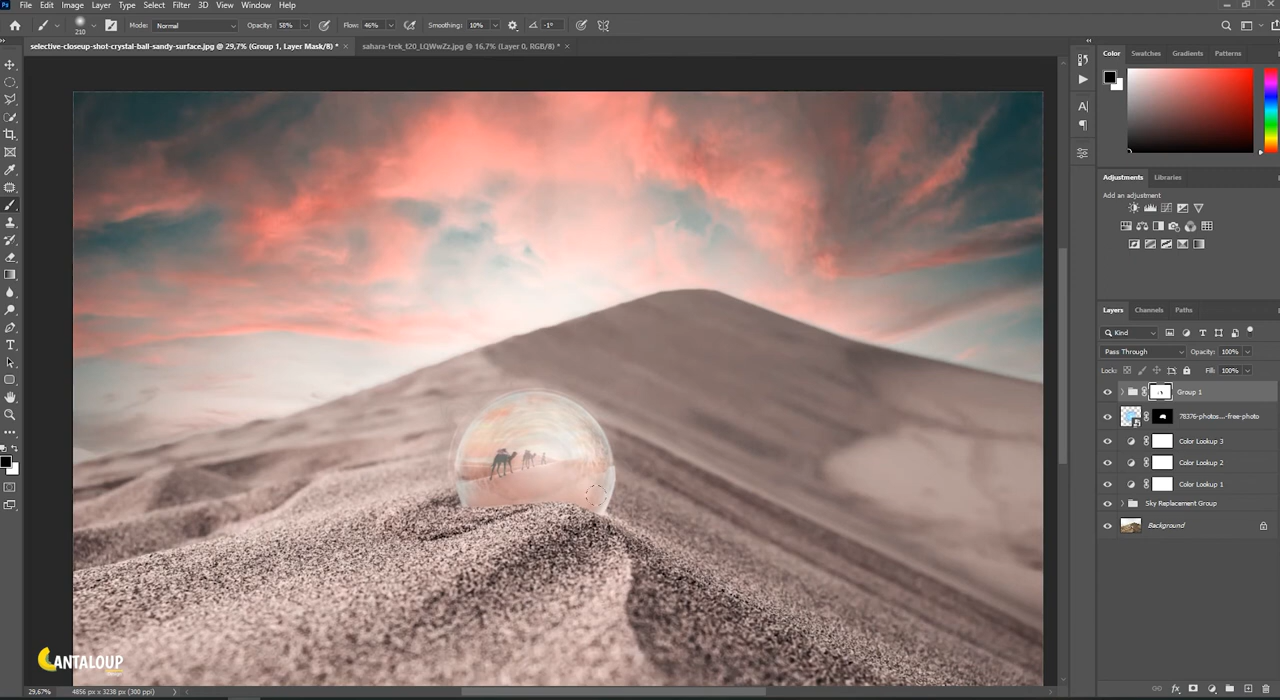 Ps File Edit Image Layer Type Select Filter 3D View Window Help
210 Mode: Normal Opacity: 58% Flow: 46% Smoothing: 10% -1°
selective-closeup-shot-crystal-ball-sandy-surface.jpg @ 29,7% (Group 1, Layer Mask/8) * × sahara-trek_t20_LQWwZz.jpg @ 16,7% (Layer 0, RGB/8) * ×
Color Swatches Gradients Patterns
Adjustments Libraries
Add an adjustment
Layers Channels Paths
Kind
Pass Through Opacity: 100%
Lock: Fill: 100%
Group 1
78376-photos...-free-photo
Color Lookup 3
Color Lookup 2
Color Lookup 1
Sky Replacement Group
Background
CANTALOUP
29.67% 4856 px x 3238 px (300 ppi)